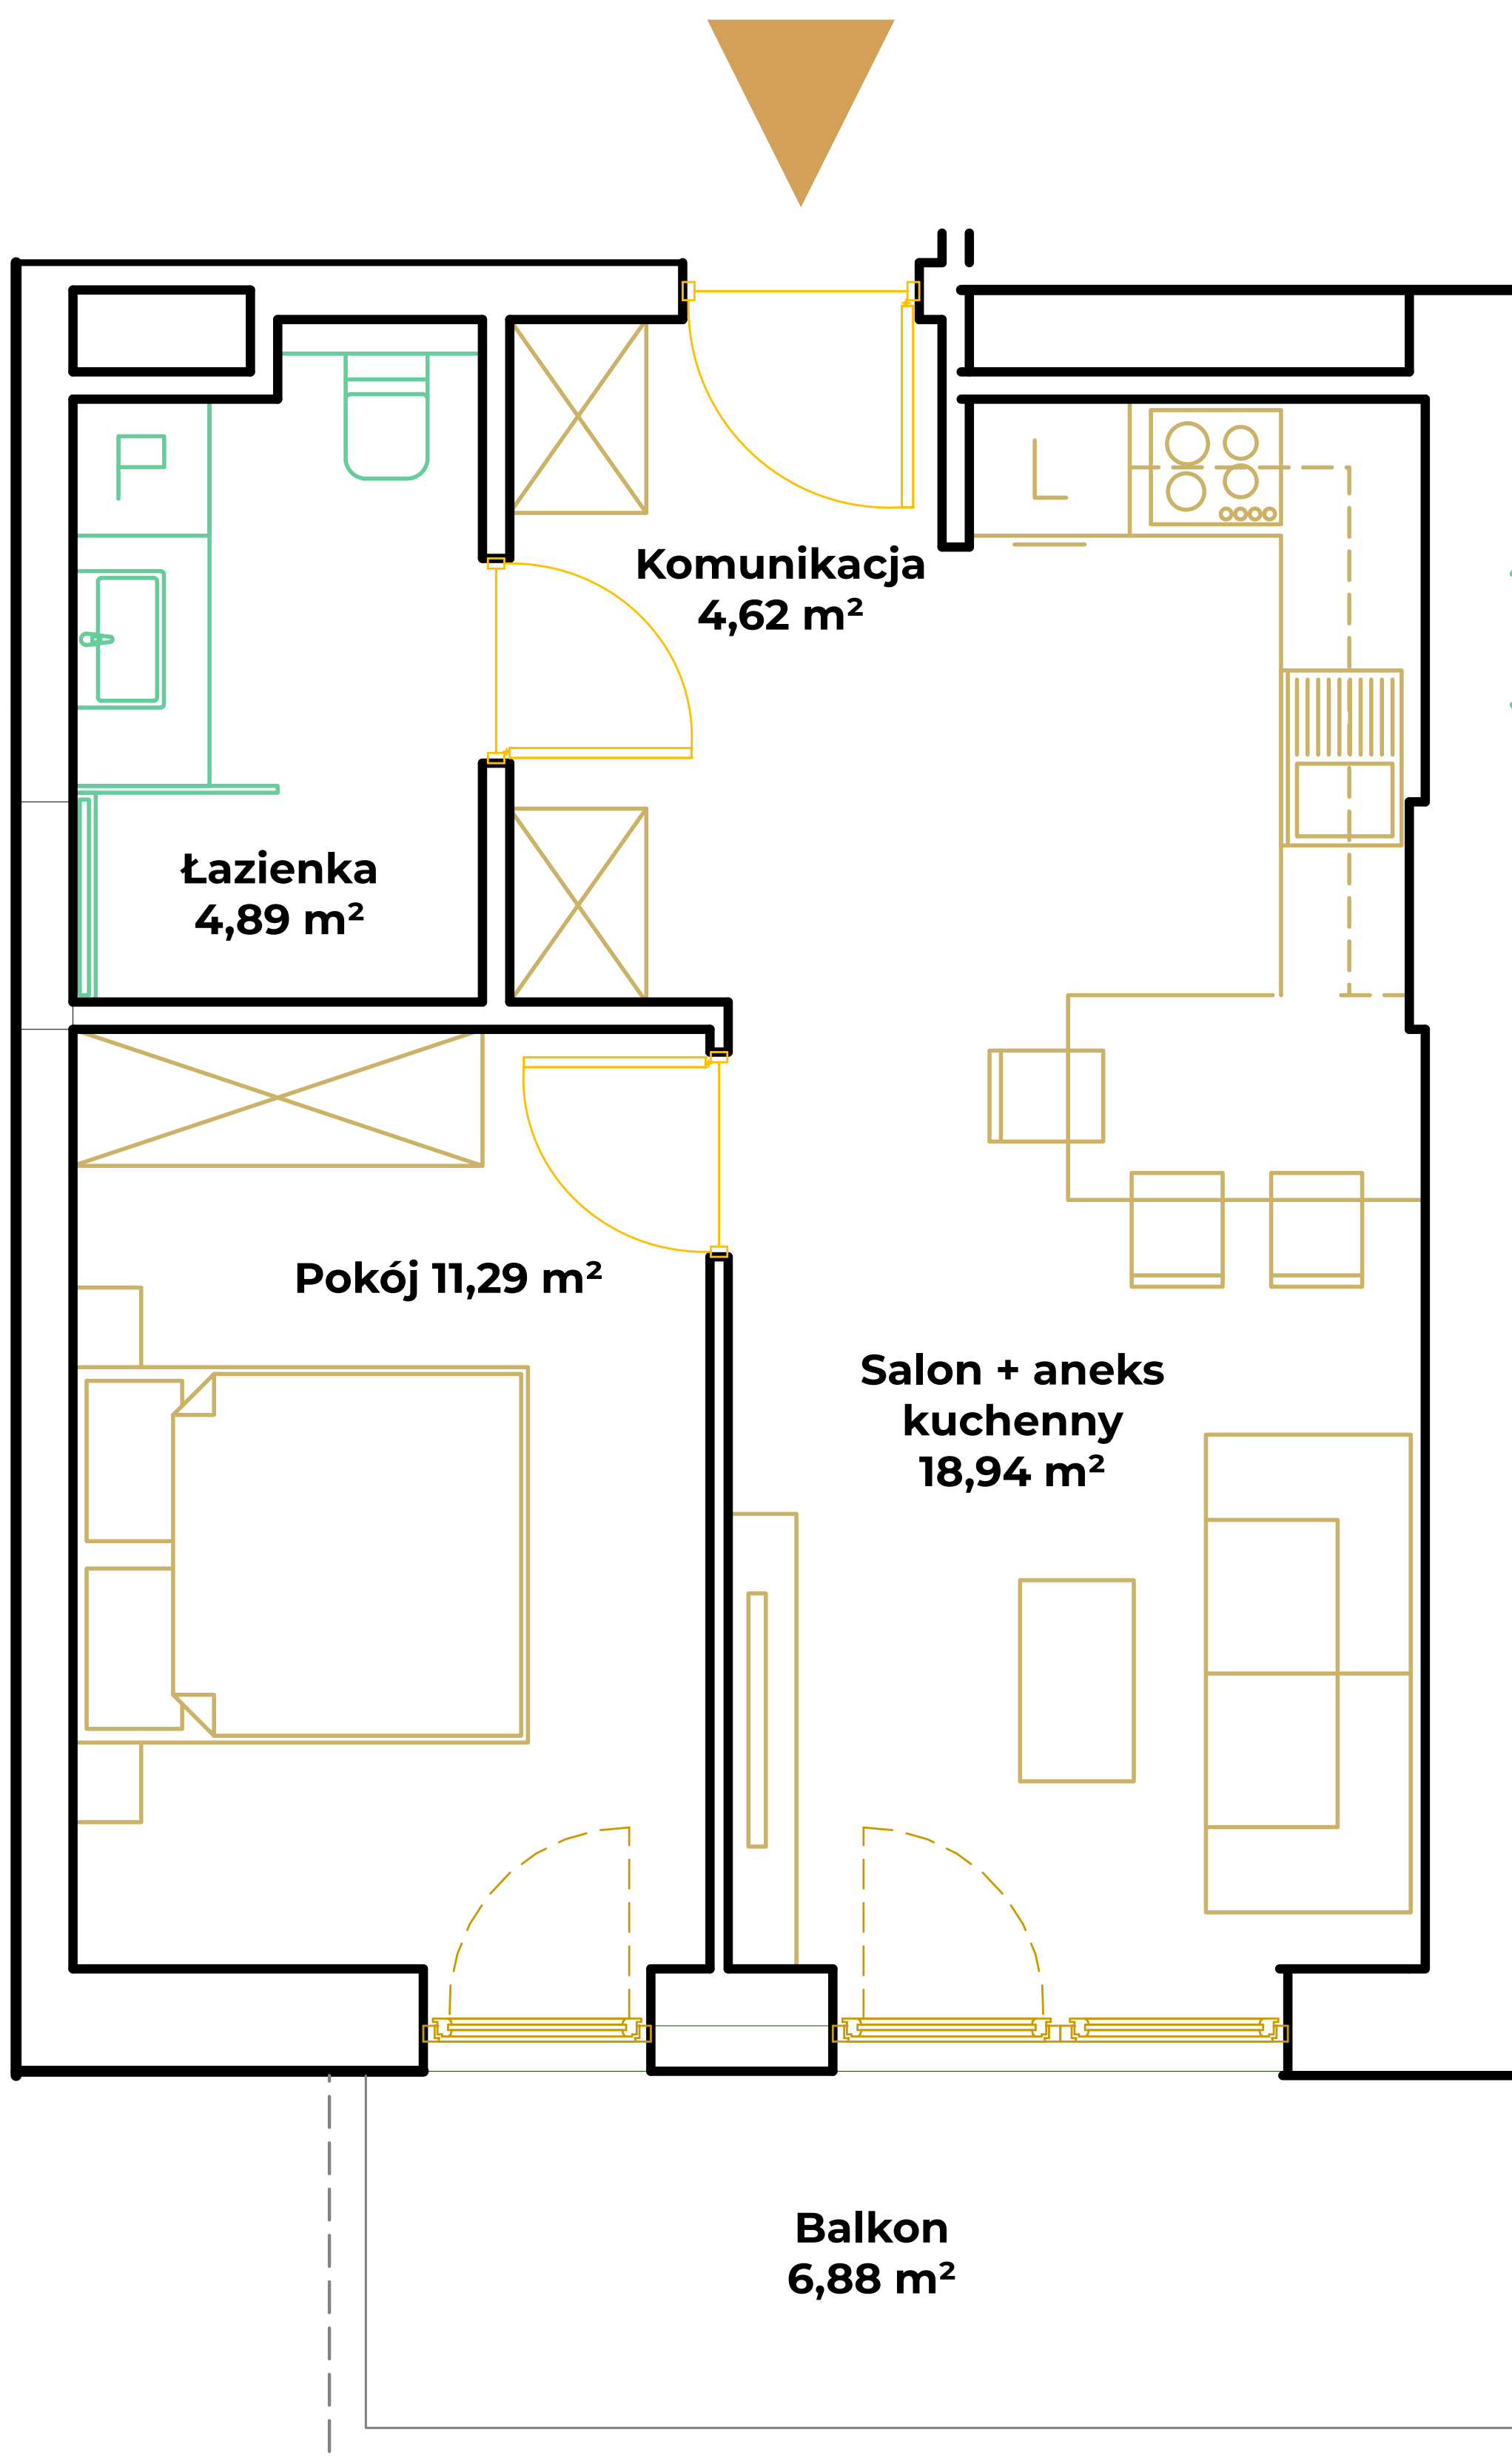 Komunikacja
4,62 m²
Łazienka
4,89 m²
Pokój 11,29 m²
Salon + aneks
kuchenny
18,94 m²
Balkon
6,88 m²